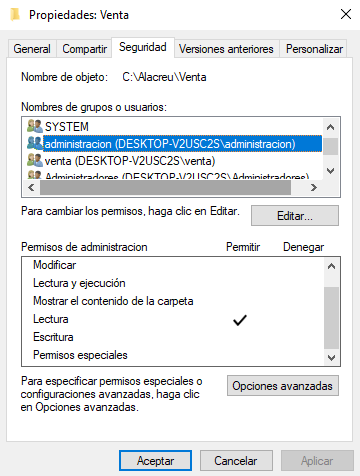 Propiedades: Venta
General Compartir Seguridad Versiones anteriores Personalizar
Nombre de objeto: C:\Alacreu\Venta
Nombres de grupos o usuarios:
SYSTEM
administracion (DESKTOP-V2USC2S\administracion)
venta (DESKTOP-V2USC2S\venta)
Administradores (DESKTOP-V2USC2S\Administradores)
Para cambiar los permisos, haga clic en Editar.
Editar...
Permisos de administracion Permitir Denegar
Modificar
Lectura y ejecución
Mostrar el contenido de la carpeta
Lectura
Escritura
Permisos especiales
Para especificar permisos especiales o
configuraciones avanzadas, haga clic
en Opciones avanzadas.
Opciones avanzadas
Aceptar Cancelar Aplicar